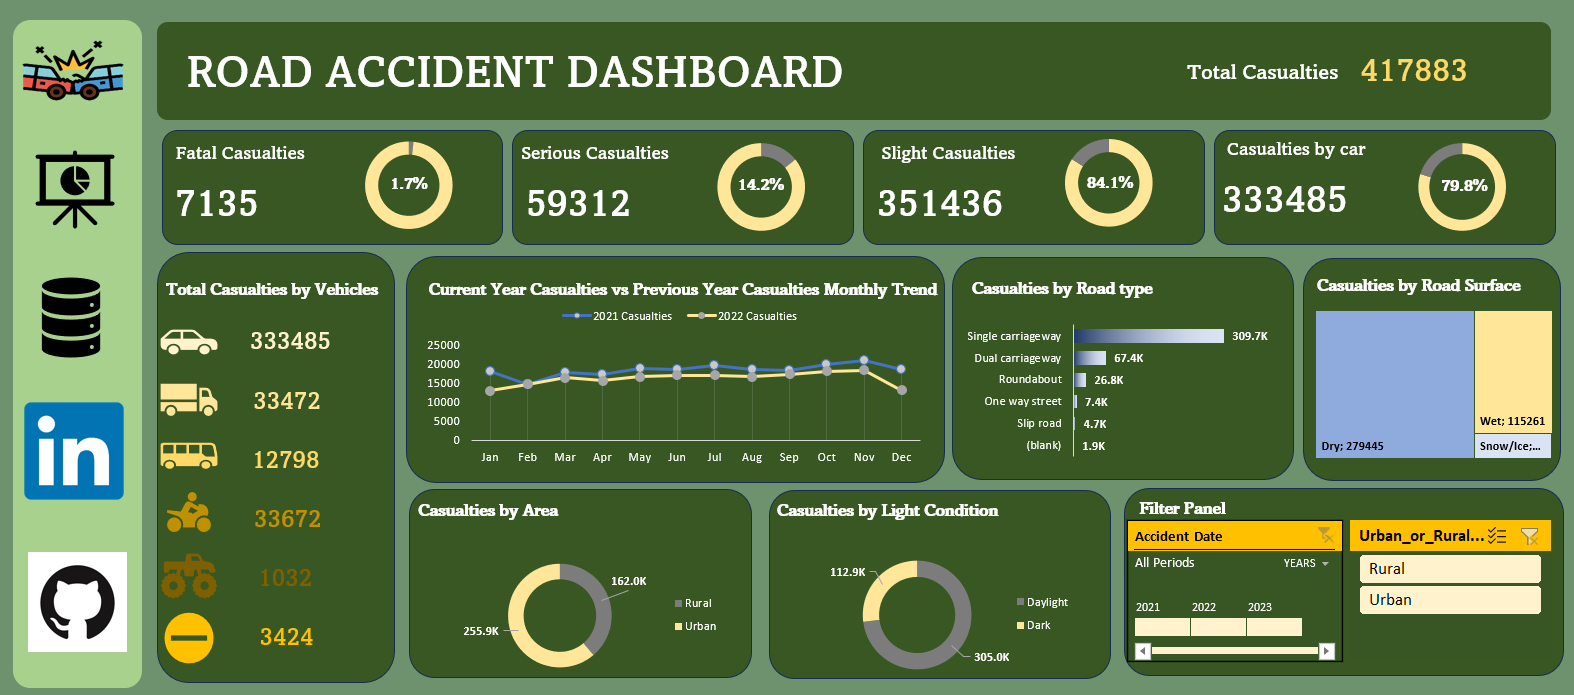 ROAD ACCIDENT DASHBOARD
Total Casualties 417883
Fatal Casualties
7135
1.7%
Serious Casualties
59312
14.2%
Slight Casualties
351436
84.1%
Casualties by car
333485
79.8%
Total Casualties by Vehicles
333485
33472
12798
33672
1032
3424
Current Year Casualties vs Previous Year Casualties Monthly Trend
2021 Casualties 2022 Casualties
25000
20000
15000
10000
5000
0
Jan Feb Mar Apr May Jun Jul Aug Sep Oct Nov Dec
Casualties by Road type
Single carriageway 309.7K
Dual carriageway 67.4K
Roundabout 26.8K
One way street 7.4K
Slip road 4.7K
(blank) 1.9K
Casualties by Road Surface
Dry; 279445
Wet; 115261
Snow/Ice;...
Casualties by Area
162.0K
255.9K
Rural
Urban
Casualties by Light Condition
112.9K
305.0K
Daylight
Dark
Filter Panel
Accident Date
All Periods YEARS
2021 2022 2023
Urban_or_Rural...
Rural
Urban
in